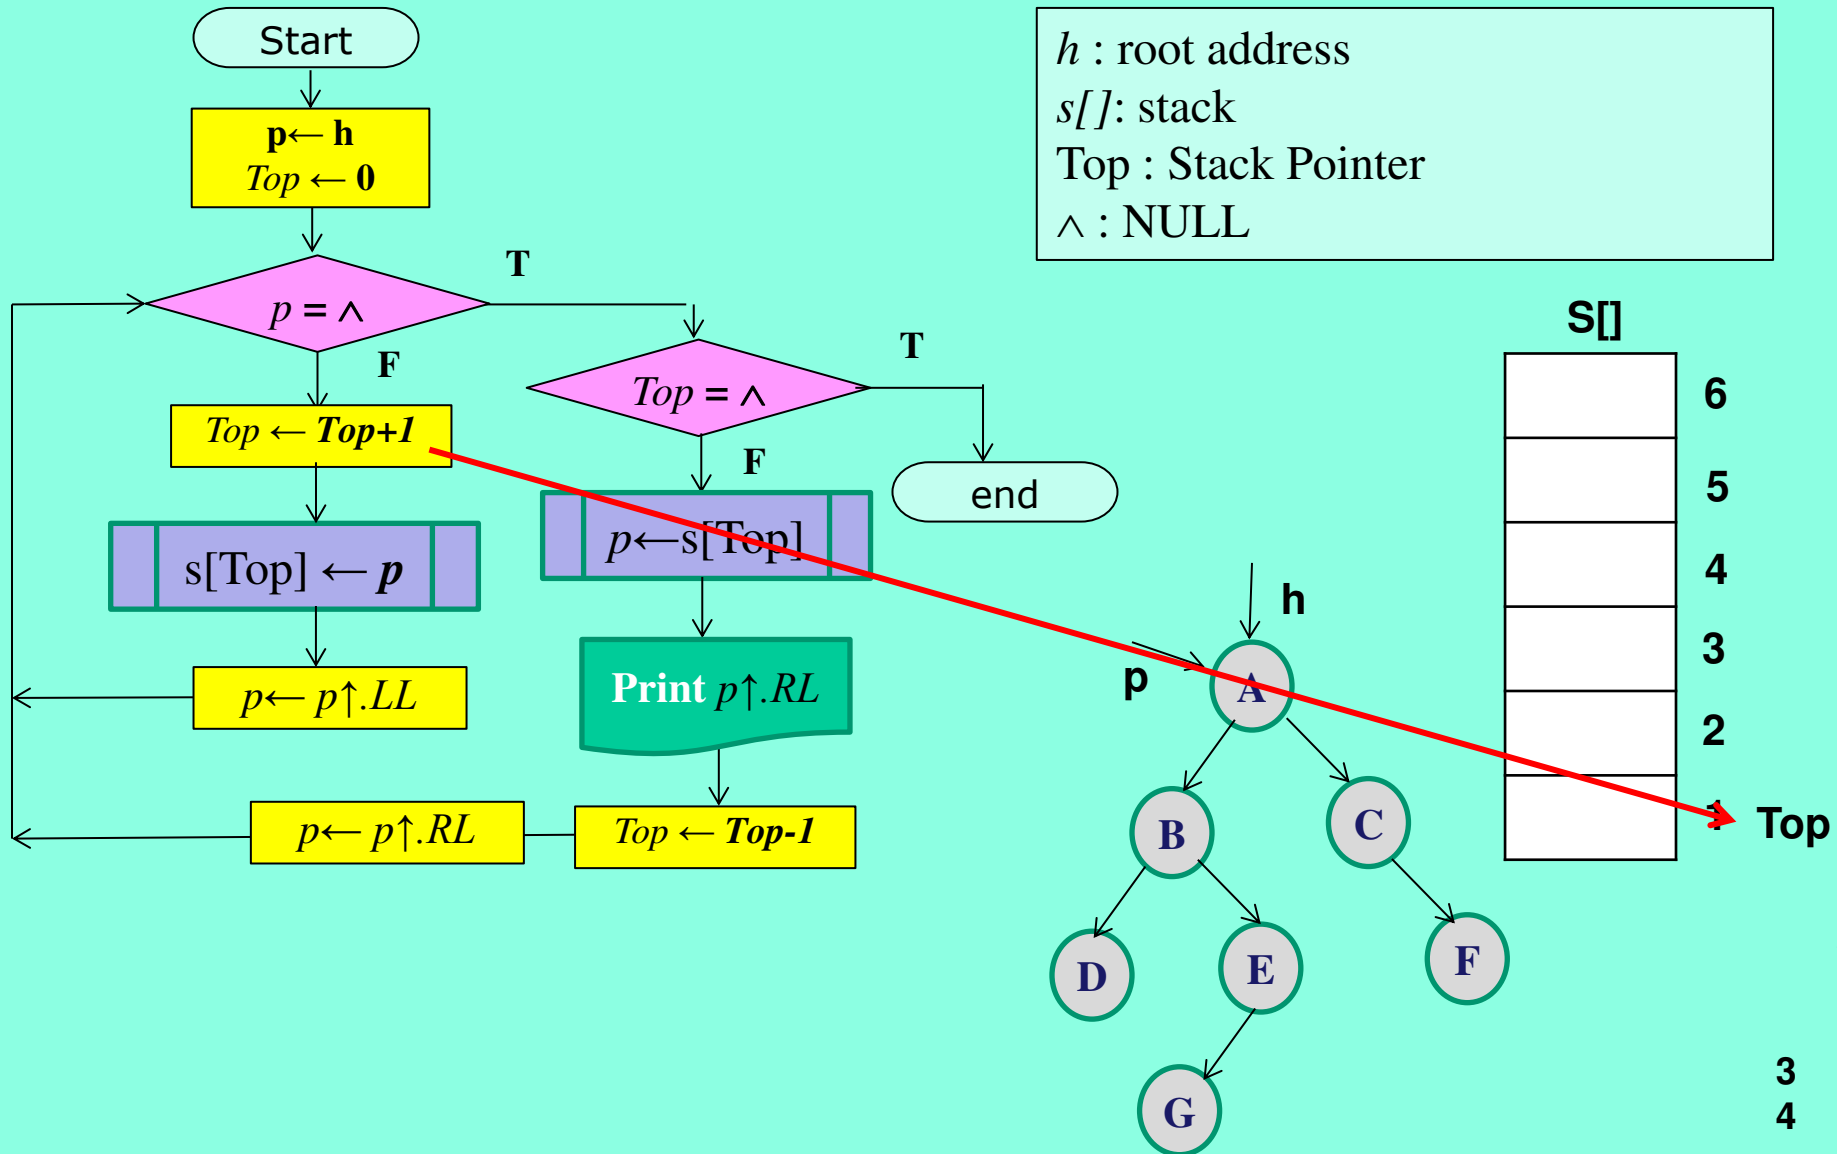 Start
p← h
Top ← 0
p = ∧
T
F
Top = ∧
T
F
Top ← Top+1
end
s[Top] ← p
p←s[Top]
p← p↑.LL
Print p↑.RL
p← p↑.RL
Top ← Top-1
h : root address
s[]: stack
Top : Stack Pointer
∧ : NULL
S[]
6
5
4
3
2
1
Top
h
p
A
B
C
D
E
F
G
3
4